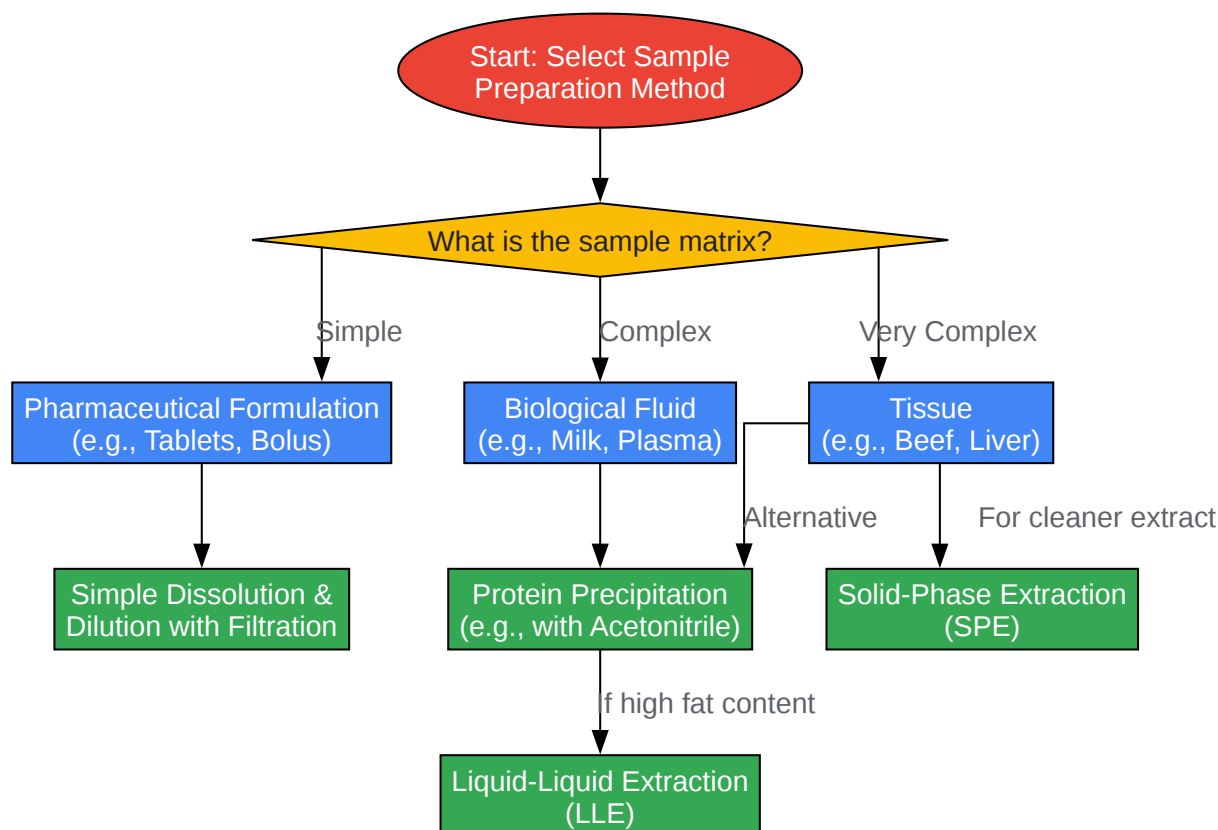 Start: Select Sample
Preparation Method
What is the sample matrix?
Simple
Complex
Very Complex
Pharmaceutical Formulation
(e.g., Tablets, Bolus)
Biological Fluid
(e.g., Milk, Plasma)
Tissue
(e.g., Beef, Liver)
Alternative
For cleaner extract
Simple Dissolution &
Dilution with Filtration
Protein Precipitation
(e.g., with Acetonitrile)
Solid-Phase Extraction
(SPE)
If high fat content
Liquid-Liquid Extraction
(LLE)